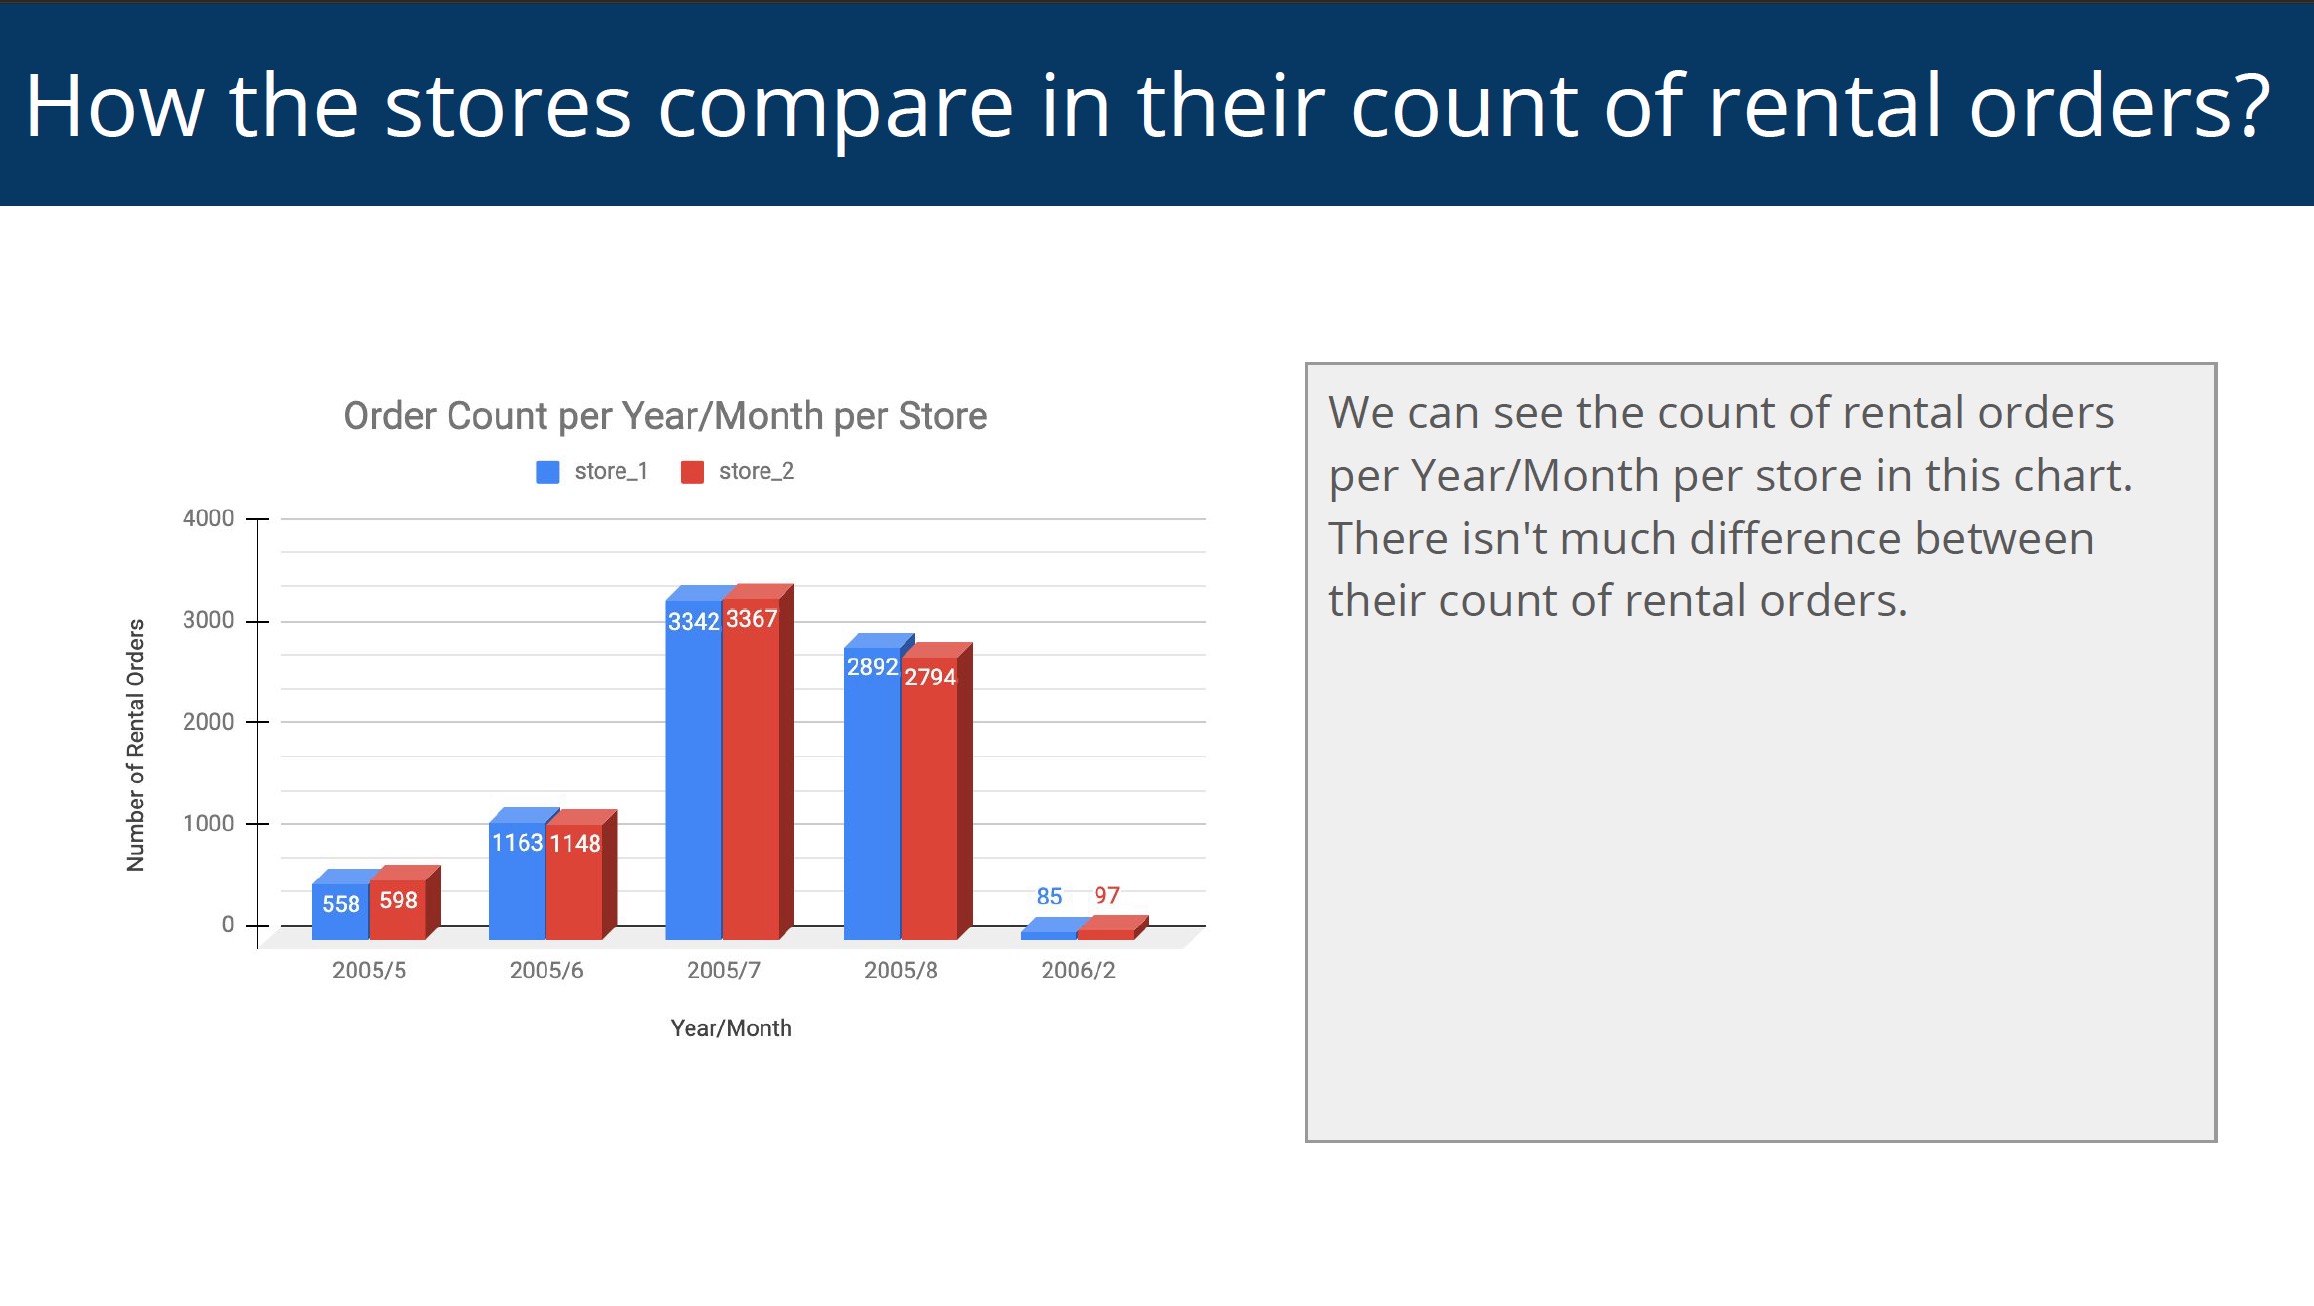 How the stores compare in their count of rental orders?
Order Count per Year/Month per Store
store_1 store_2
4000
3000
2000
1000
0
Number of Rental Orders
558 598
1163 1148
3342 3367
2892 2794
85 97
2005/5 2005/6 2005/7 2005/8 2006/2
Year/Month
We can see the count of rental orders
per Year/Month per store in this chart.
There isn't much difference between
their count of rental orders.